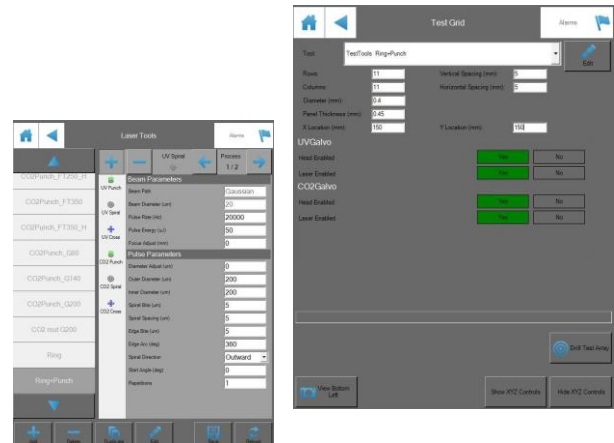 Laser Tools
Alarms
UV Spiral
Process
1 / 2
CO2Punch_FT250_H
CO2Punch_FT350
CO2Punch_FT350_H
CO2Punch_G80
CO2Punch_G140
CO2Punch_G200
CO2 mat G200
Ring
Ring+Punch
UV Punch
UV Spiral
UV Cross
CO2 Punch
CO2 Spiral
CO2 Cross
Beam Parameters
Beam Path Gaussian
Beam Diameter (um) 20
Pulse Rate (Hz) 20000
Pulse Energy (uJ) 50
Focus Adjust (mm) 0
Pulse Parameters
Diameter Adjust (um) 0
Outer Diameter (um) 200
Inner Diameter (um) 200
Spiral Bite (um) 5
Spiral Spacing (um) 5
Edge Bite (um) 5
Edge Arc (deg) 360
Spiral Direction Outward
Start Angle (deg) 0
Repetitions 1
Add
Delete
Duplicate
Edit
Save
Reload
Test Grid
Alarms
Tool: TestTools Ring+Punch
Edit
Rows: 11 Vertical Spacing (mm): 5
Columns: 11 Horizontal Spacing (mm): 5
Diameter (mm): 0.4
Panel Thickness (mm): 0.45
X Location (mm): 150 Y Location (mm): 150
UVGalvo
Head Enabled Yes No
Laser Enabled Yes No
CO2Galvo
Head Enabled Yes No
Laser Enabled Yes No
Drill Test Array
View Bottom Left
Show XYZ Controls
Hide XYZ Controls